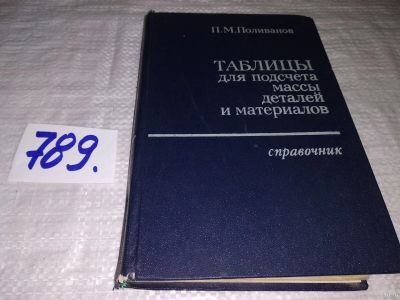 789.
П.М.Поливанов
ТАБЛИЦЫ
для подсчета
массы
деталей
и материалов
справочник